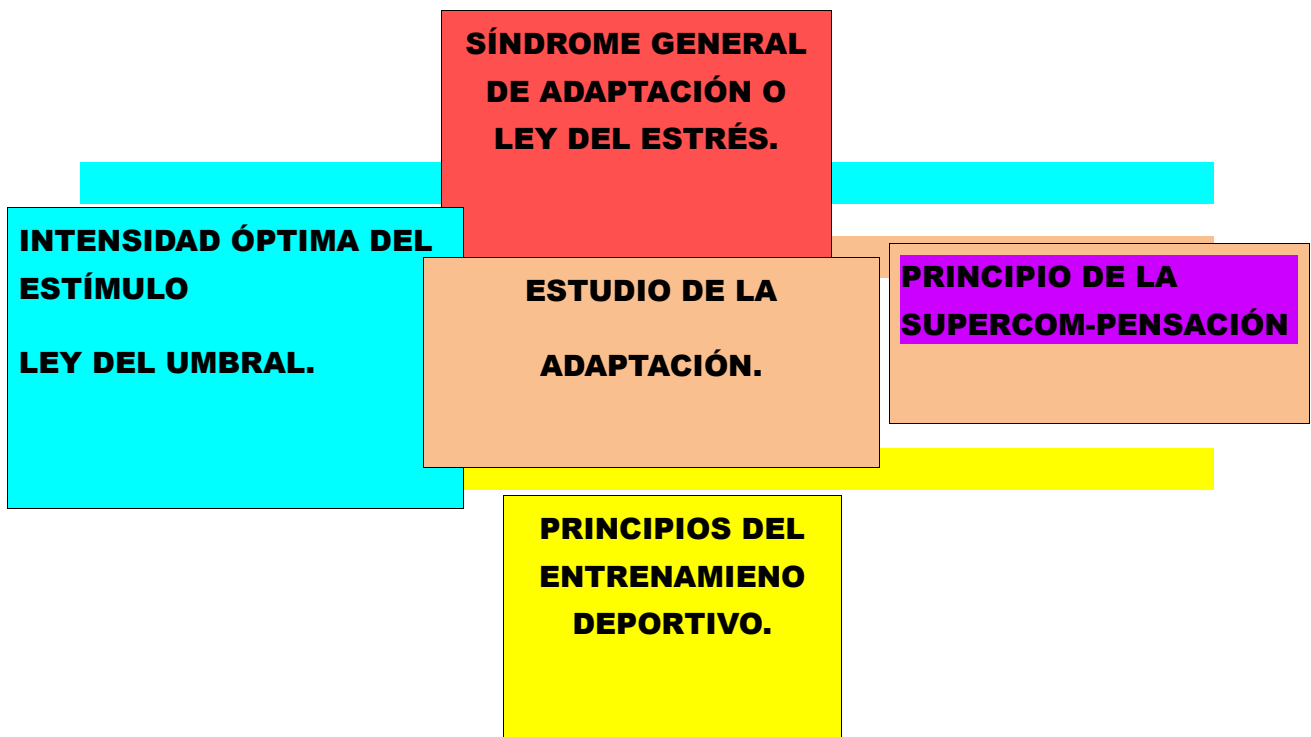 SÍNDROME GENERAL
DE ADAPTACIÓN O
LEY DEL ESTRÉS.
INTENSIDAD ÓPTIMA DEL
ESTÍMULO
LEY DEL UMBRAL.
ESTUDIO DE LA
ADAPTACIÓN.
PRINCIPIO DE LA
SUPERCOM-PENSACIÓN
PRINCIPIOS DEL
ENTRENAMIENO
DEPORTIVO.